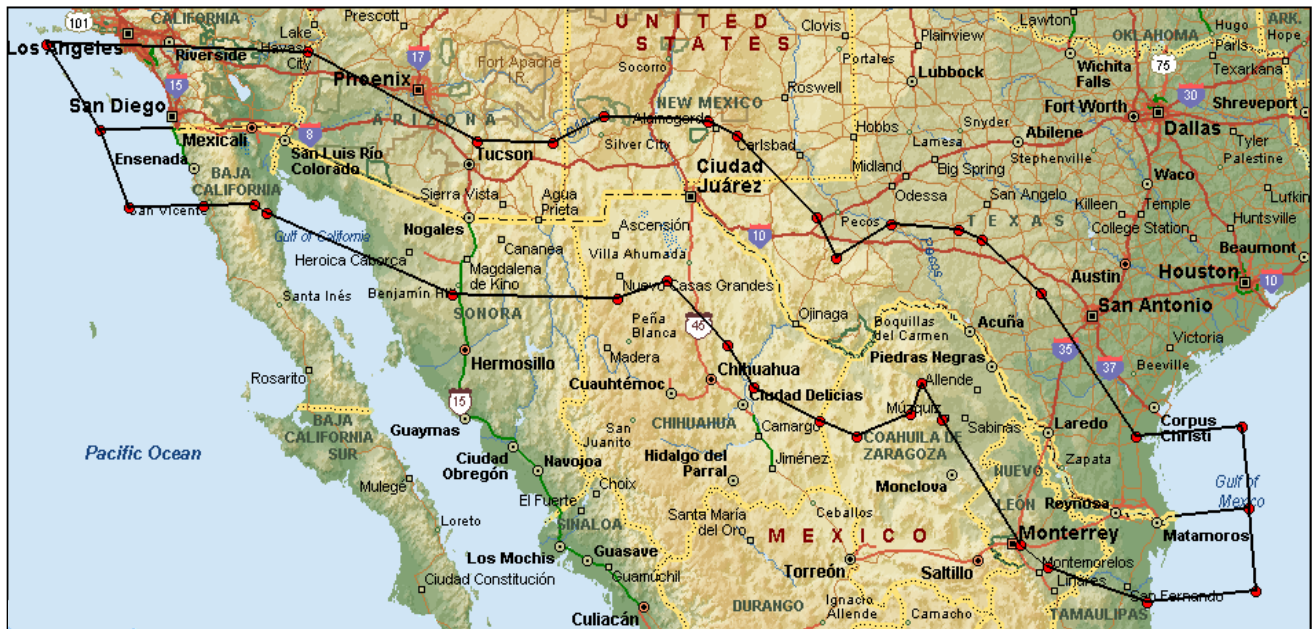 CALIFORNIA
101
Los Angeles
Riverside
Lake
Havasu
City
Prescott
17
Fort Apache
I.R.
UNITED
STATES
Socorro
Clovis
Plainview
Portales
Lubbock
Lawton
OKLAHOMA
Hugo
ARK.
Hope
Paris
Texarkana
75
Wichita
Falls
15
Phoenix
San Diego
ARIZONA
NEW MEXICO
Roswell
Alamogordo
Silver City
Carlsbad
Hobbs
Snyder
Lamesa
Abilene
Fort Worth
Dallas
30
Shreveport
Tyler
Palestine
Mexicali
8
San Luis Río
Colorado
Ensenada
BAJA
CALIFORNIA
Tucson
Sierra Vista
Agua
Prieta
Ciudad
Juárez
Midland
Big Spring
Odessa
Stephenville
San Angelo
Waco
Killeen
Temple
Lufkin
Huntsville
College Station
Beaumont
San Vicente
Gulf of California
Nogales
Cananea
Heroica Caborca
Magdalena
de Kino
Ascensión
Villa Ahumada
10
Pecos
Pecos
TEXAS
Austin
Houston
10
Santa Inés
Benjamín Hill
SONORA
Nuevo Casas Grandes
Peña
Blanca
45
Ojinaga
Boquillas
del Carmen
Acuña
San Antonio
Victoria
35
37
Beeville
Hermosillo
Madera
Chihuahua
Cuauhtémoc
Ciudad Delicias
Piedras Negras
Allende
Múzquiz
Sabinas
Rosarito
15
Guaymas
BAJA
CALIFORNIA
SUR
San
Juanito
CHIHUAHUA
Camargo
COAHUILA DE
ZARAGOZA
Laredo
Corpus
Christi
Pacific Ocean
Ciudad
Obregón
Navojoa
Hidalgo del
Parral
Jiménez
Monclova
NUEVO
LEÓN
Zapata
Gulf of
Mexico
Mulegé
El Fuerte
Choix
SINALOA
Santa María
del Oro
Ceballos
Reynosa
Matamoros
Loreto
MEXICO
Monterrey
Los Mochis
Guasave
Guamuchil
Ciudad Constitución
Torreón
Saltillo
Montemorelos
Linares
San Fernando
Culiacán
DURANGO
Ignacio
Allende
Camacho
TAMAULIPAS